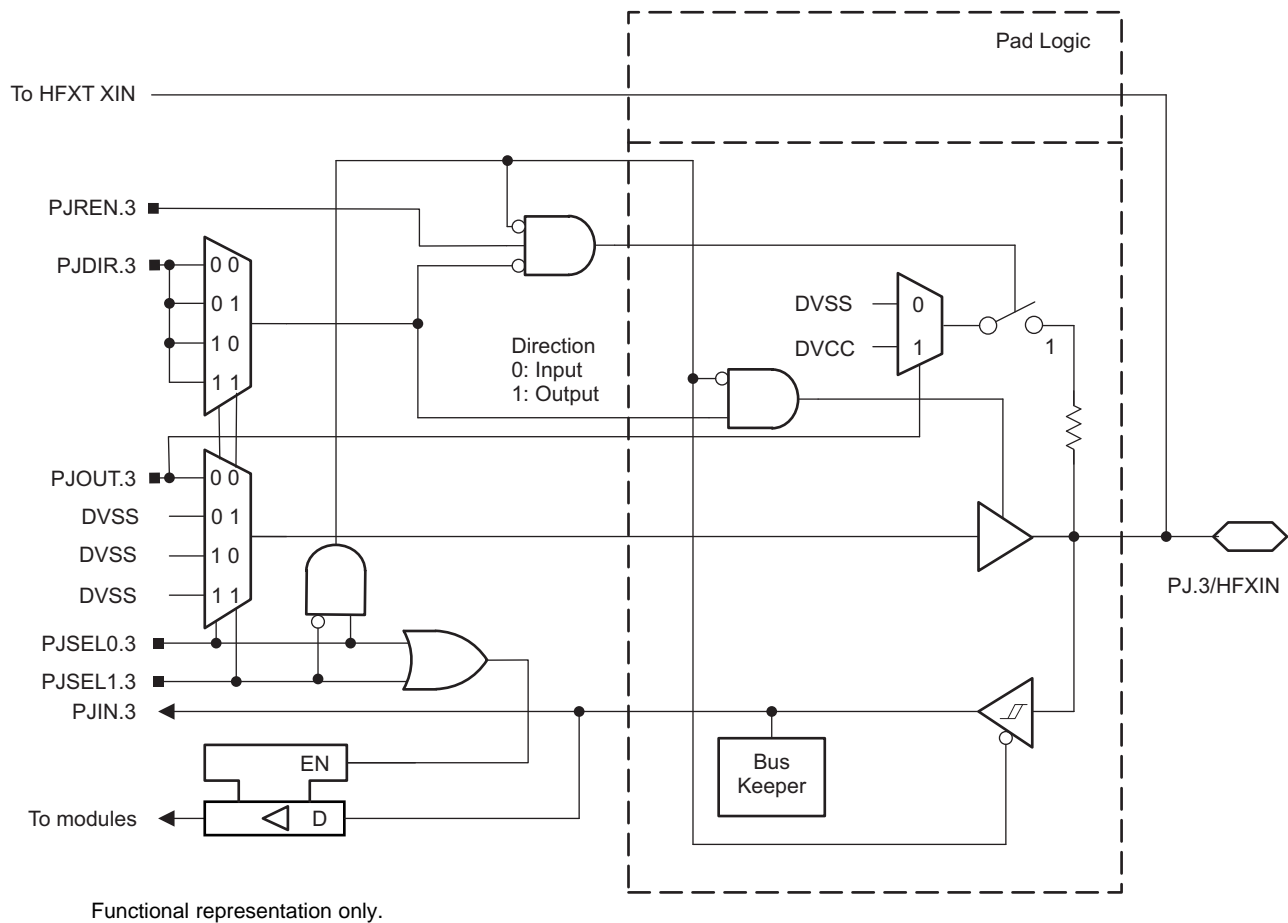 Pad Logic
To HFXT XIN
PJREN.3
PJDIR.3
0 0
0 1
1 0
1 1
DVSS
0
DVCC
1
1
Direction
0: Input
1: Output
PJOUT.3
0 0
DVSS
0 1
DVSS
1 0
DVSS
1 1
PJ.3/HFXIN
PJSEL0.3
PJSEL1.3
PJIN.3
EN
Bus
Keeper
To modules
D
Functional representation only.